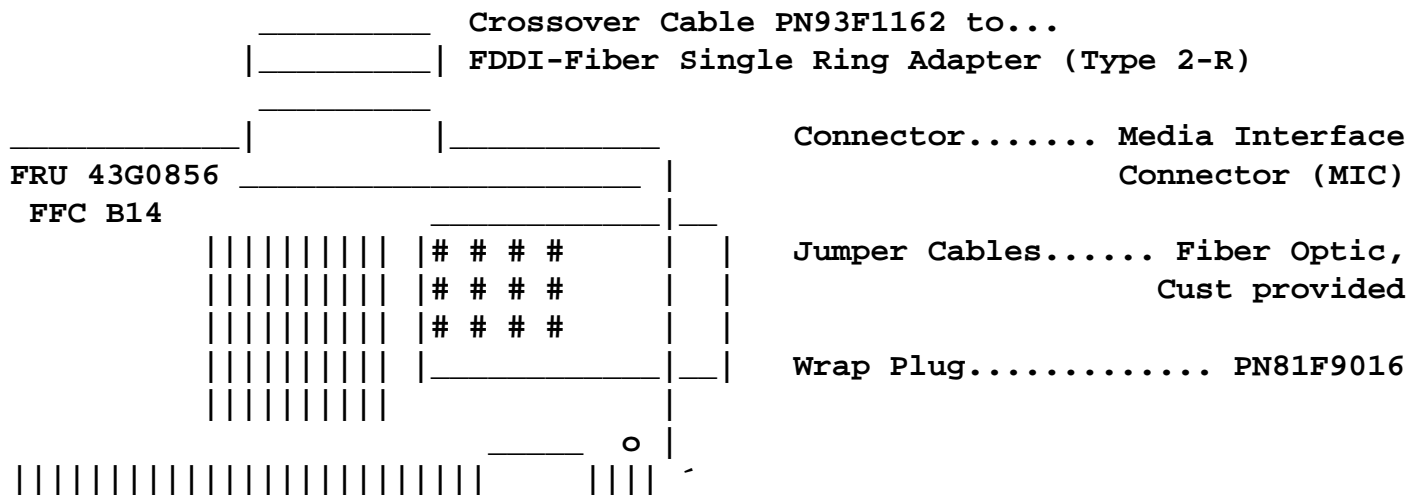 Crossover Cable PN93F1162 to...
FDDI-Fiber Single Ring Adapter (Type 2-R)
Connector....... Media Interface
FRU 43G0856 Connector (MIC)
FFC B14
# # # # Jumper Cables...... Fiber Optic,
# # # # Cust provided
# # # #
Wrap Plug............. PN81F9016
o